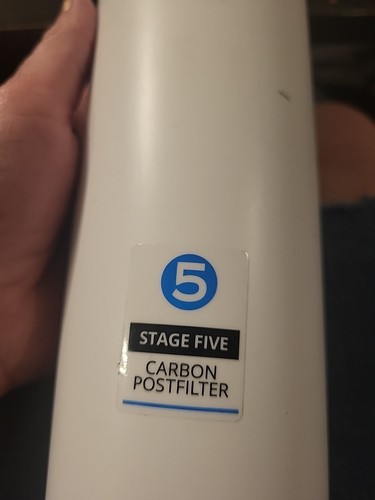 5
STAGE FIVE
CARBON
POSTFILTER